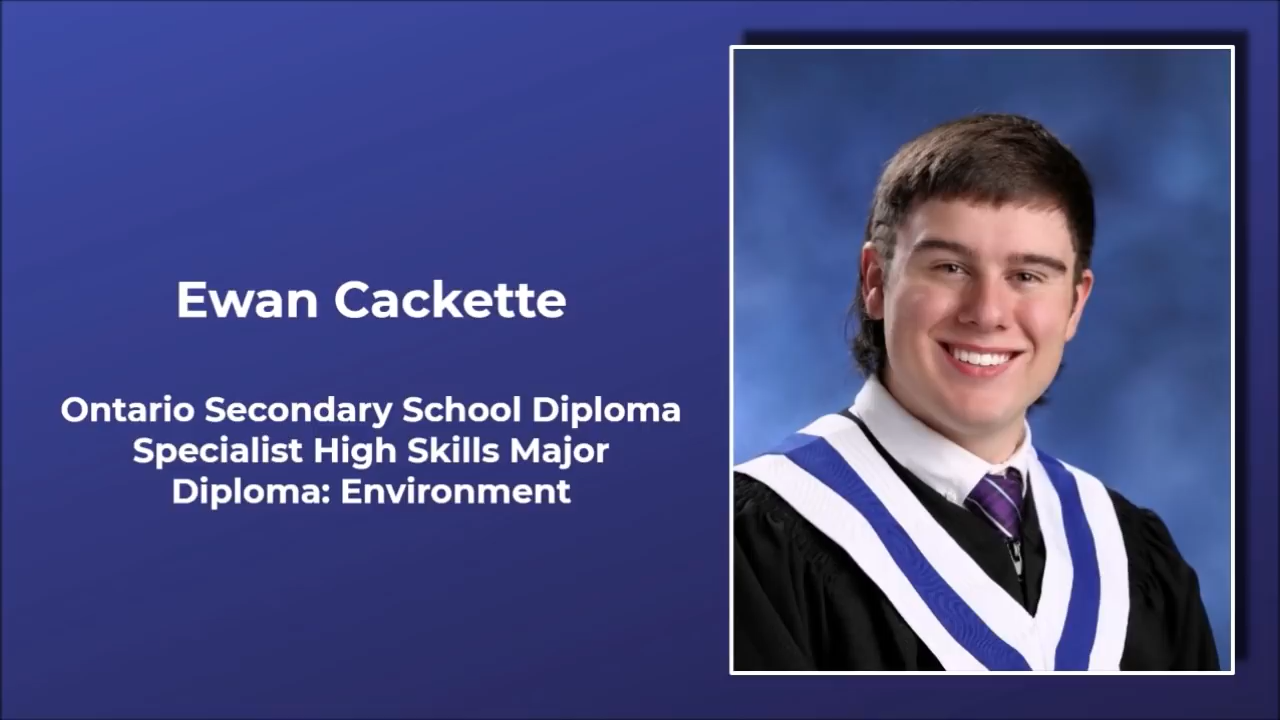 Ewan Cackette
Ontario Secondary School Diploma
Specialist High Skills Major
Diploma: Environment